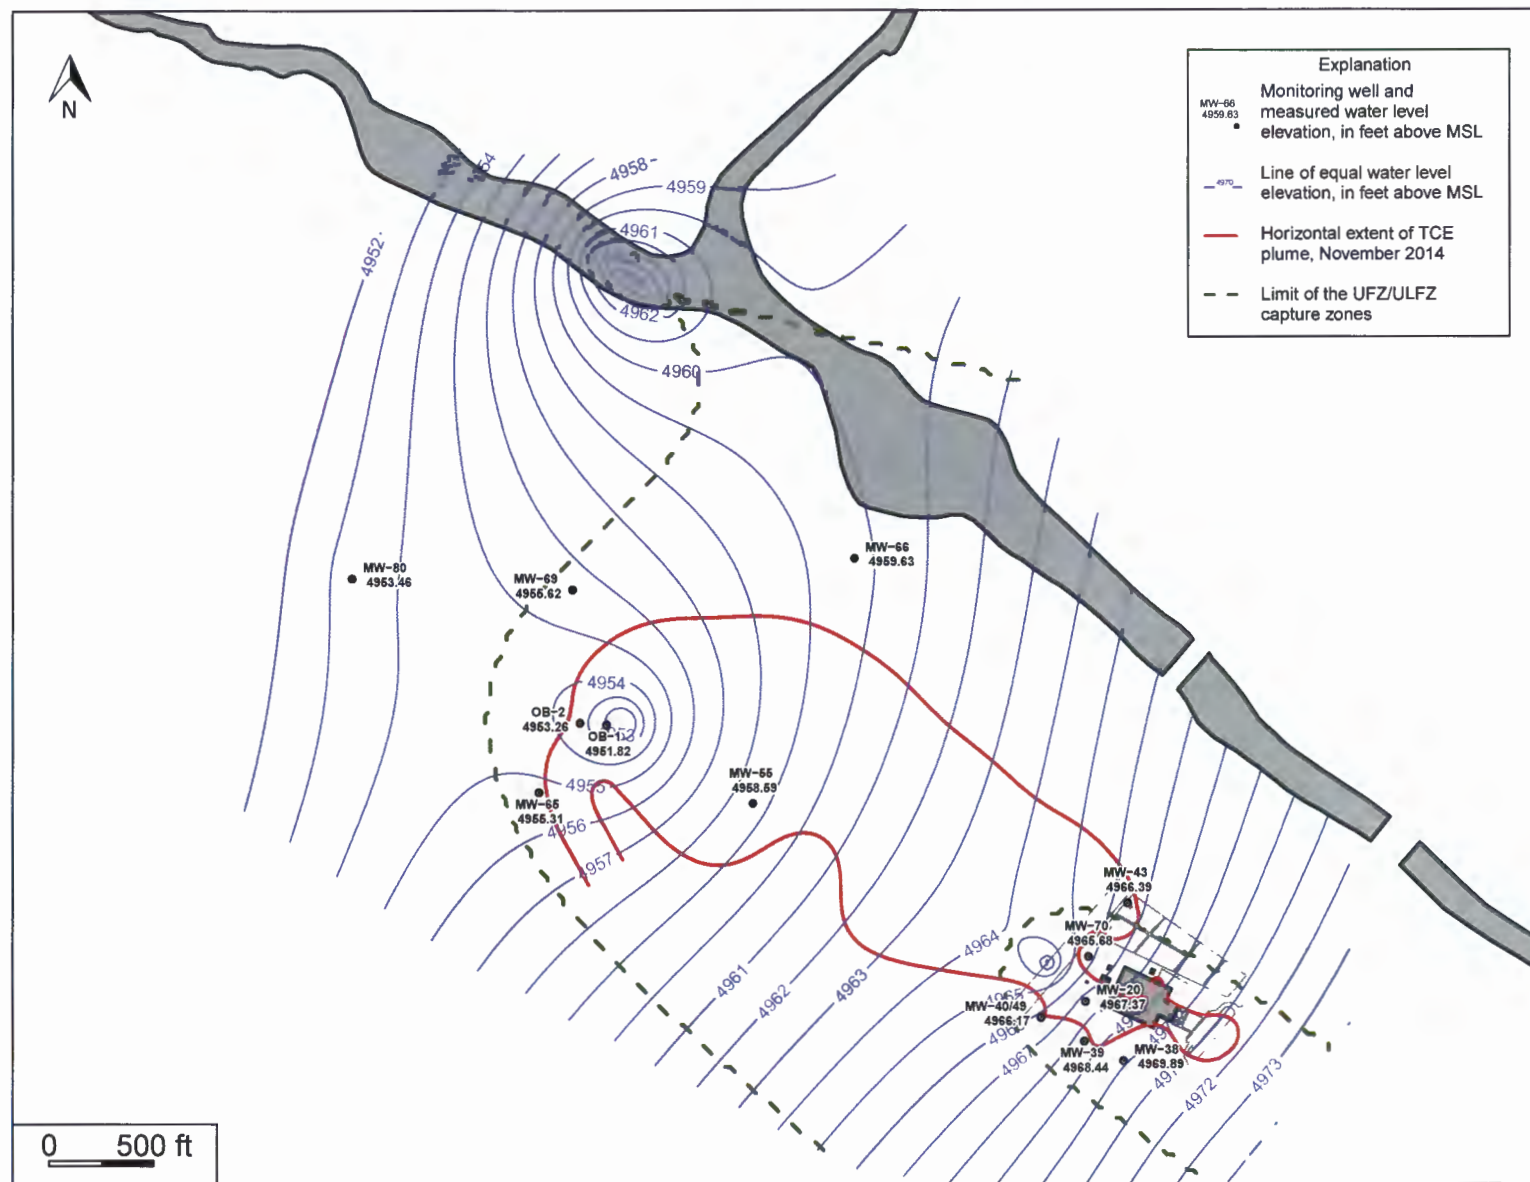 N
Explanation
MW-66
4959.63
Monitoring well and
measured water level
elevation, in feet above MSL
4970
Line of equal water level
elevation, in feet above MSL
Horizontal extent of TCE
plume, November 2014
Limit of the UFZ/ULFZ
capture zones
4958
4959
4961
4952
4962
4960
MW-66
4959.63
MW-80
4953.46
MW-69
4955.62
4954
OB-2
4953.26
OB-1
4951.82
MW-55
4958.59
4955
MW-65
4955.31
4956
4957
MW-43
4966.39
MW-70
4965.68
4964
4961
4962
4963
4965
MW-20
4967.37
MW-40/49
4966.17
4967
MW-39
4968.44
MW-38
4969.89
4972
4973
0 500 ft